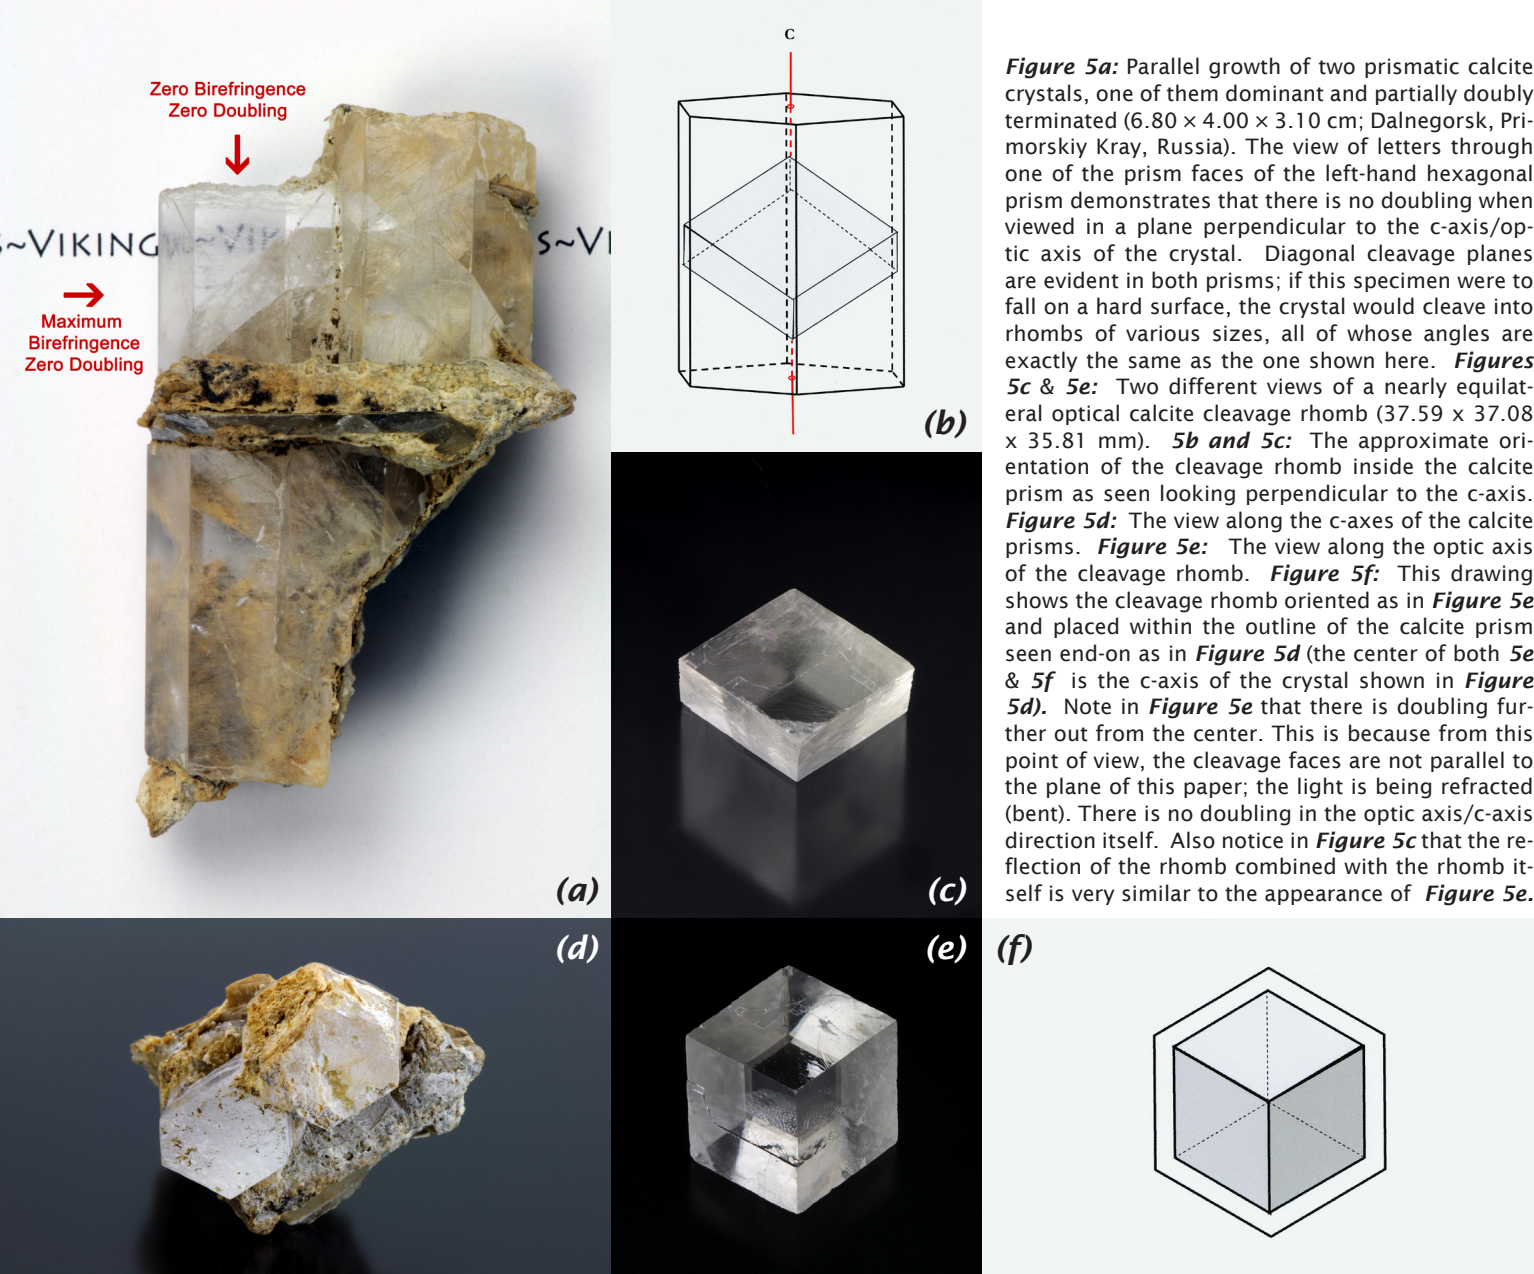 Zero Birefringence
Zero Doubling
S~VIKING
~VIK
S~VI
Maximum
Birefringence
Zero Doubling
(a)
C
(b)
(c)
Figure 5a: Parallel growth of two prismatic calcite
crystals, one of them dominant and partially doubly
terminated (6.80 × 4.00 × 3.10 cm; Dalnegorsk, Pri-
morskiy Kray, Russia). The view of letters through
one of the prism faces of the left-hand hexagonal
prism demonstrates that there is no doubling when
viewed in a plane perpendicular to the c-axis/op-
tic axis of the crystal. Diagonal cleavage planes
are evident in both prisms; if this specimen were to
fall on a hard surface, the crystal would cleave into
rhombs of various sizes, all of whose angles are
exactly the same as the one shown here. Figures
5c & 5e: Two different views of a nearly equilat-
eral optical calcite cleavage rhomb (37.59 x 37.08
x 35.81 mm). 5b and 5c: The approximate ori-
entation of the cleavage rhomb inside the calcite
prism as seen looking perpendicular to the c-axis.
Figure 5d: The view along the c-axes of the calcite
prisms. Figure 5e: The view along the optic axis
of the cleavage rhomb. Figure 5f: This drawing
shows the cleavage rhomb oriented as in Figure 5e
and placed within the outline of the calcite prism
seen end-on as in Figure 5d (the center of both 5e
& 5f is the c-axis of the crystal shown in Figure
5d). Note in Figure 5e that there is doubling fur-
ther out from the center. This is because from this
point of view, the cleavage faces are not parallel to
the plane of this paper; the light is being refracted
(bent). There is no doubling in the optic axis/c-axis
direction itself. Also notice in Figure 5c that the re-
flection of the rhomb combined with the rhomb it-
self is very similar to the appearance of Figure 5e.
(d)
(e)
(f)